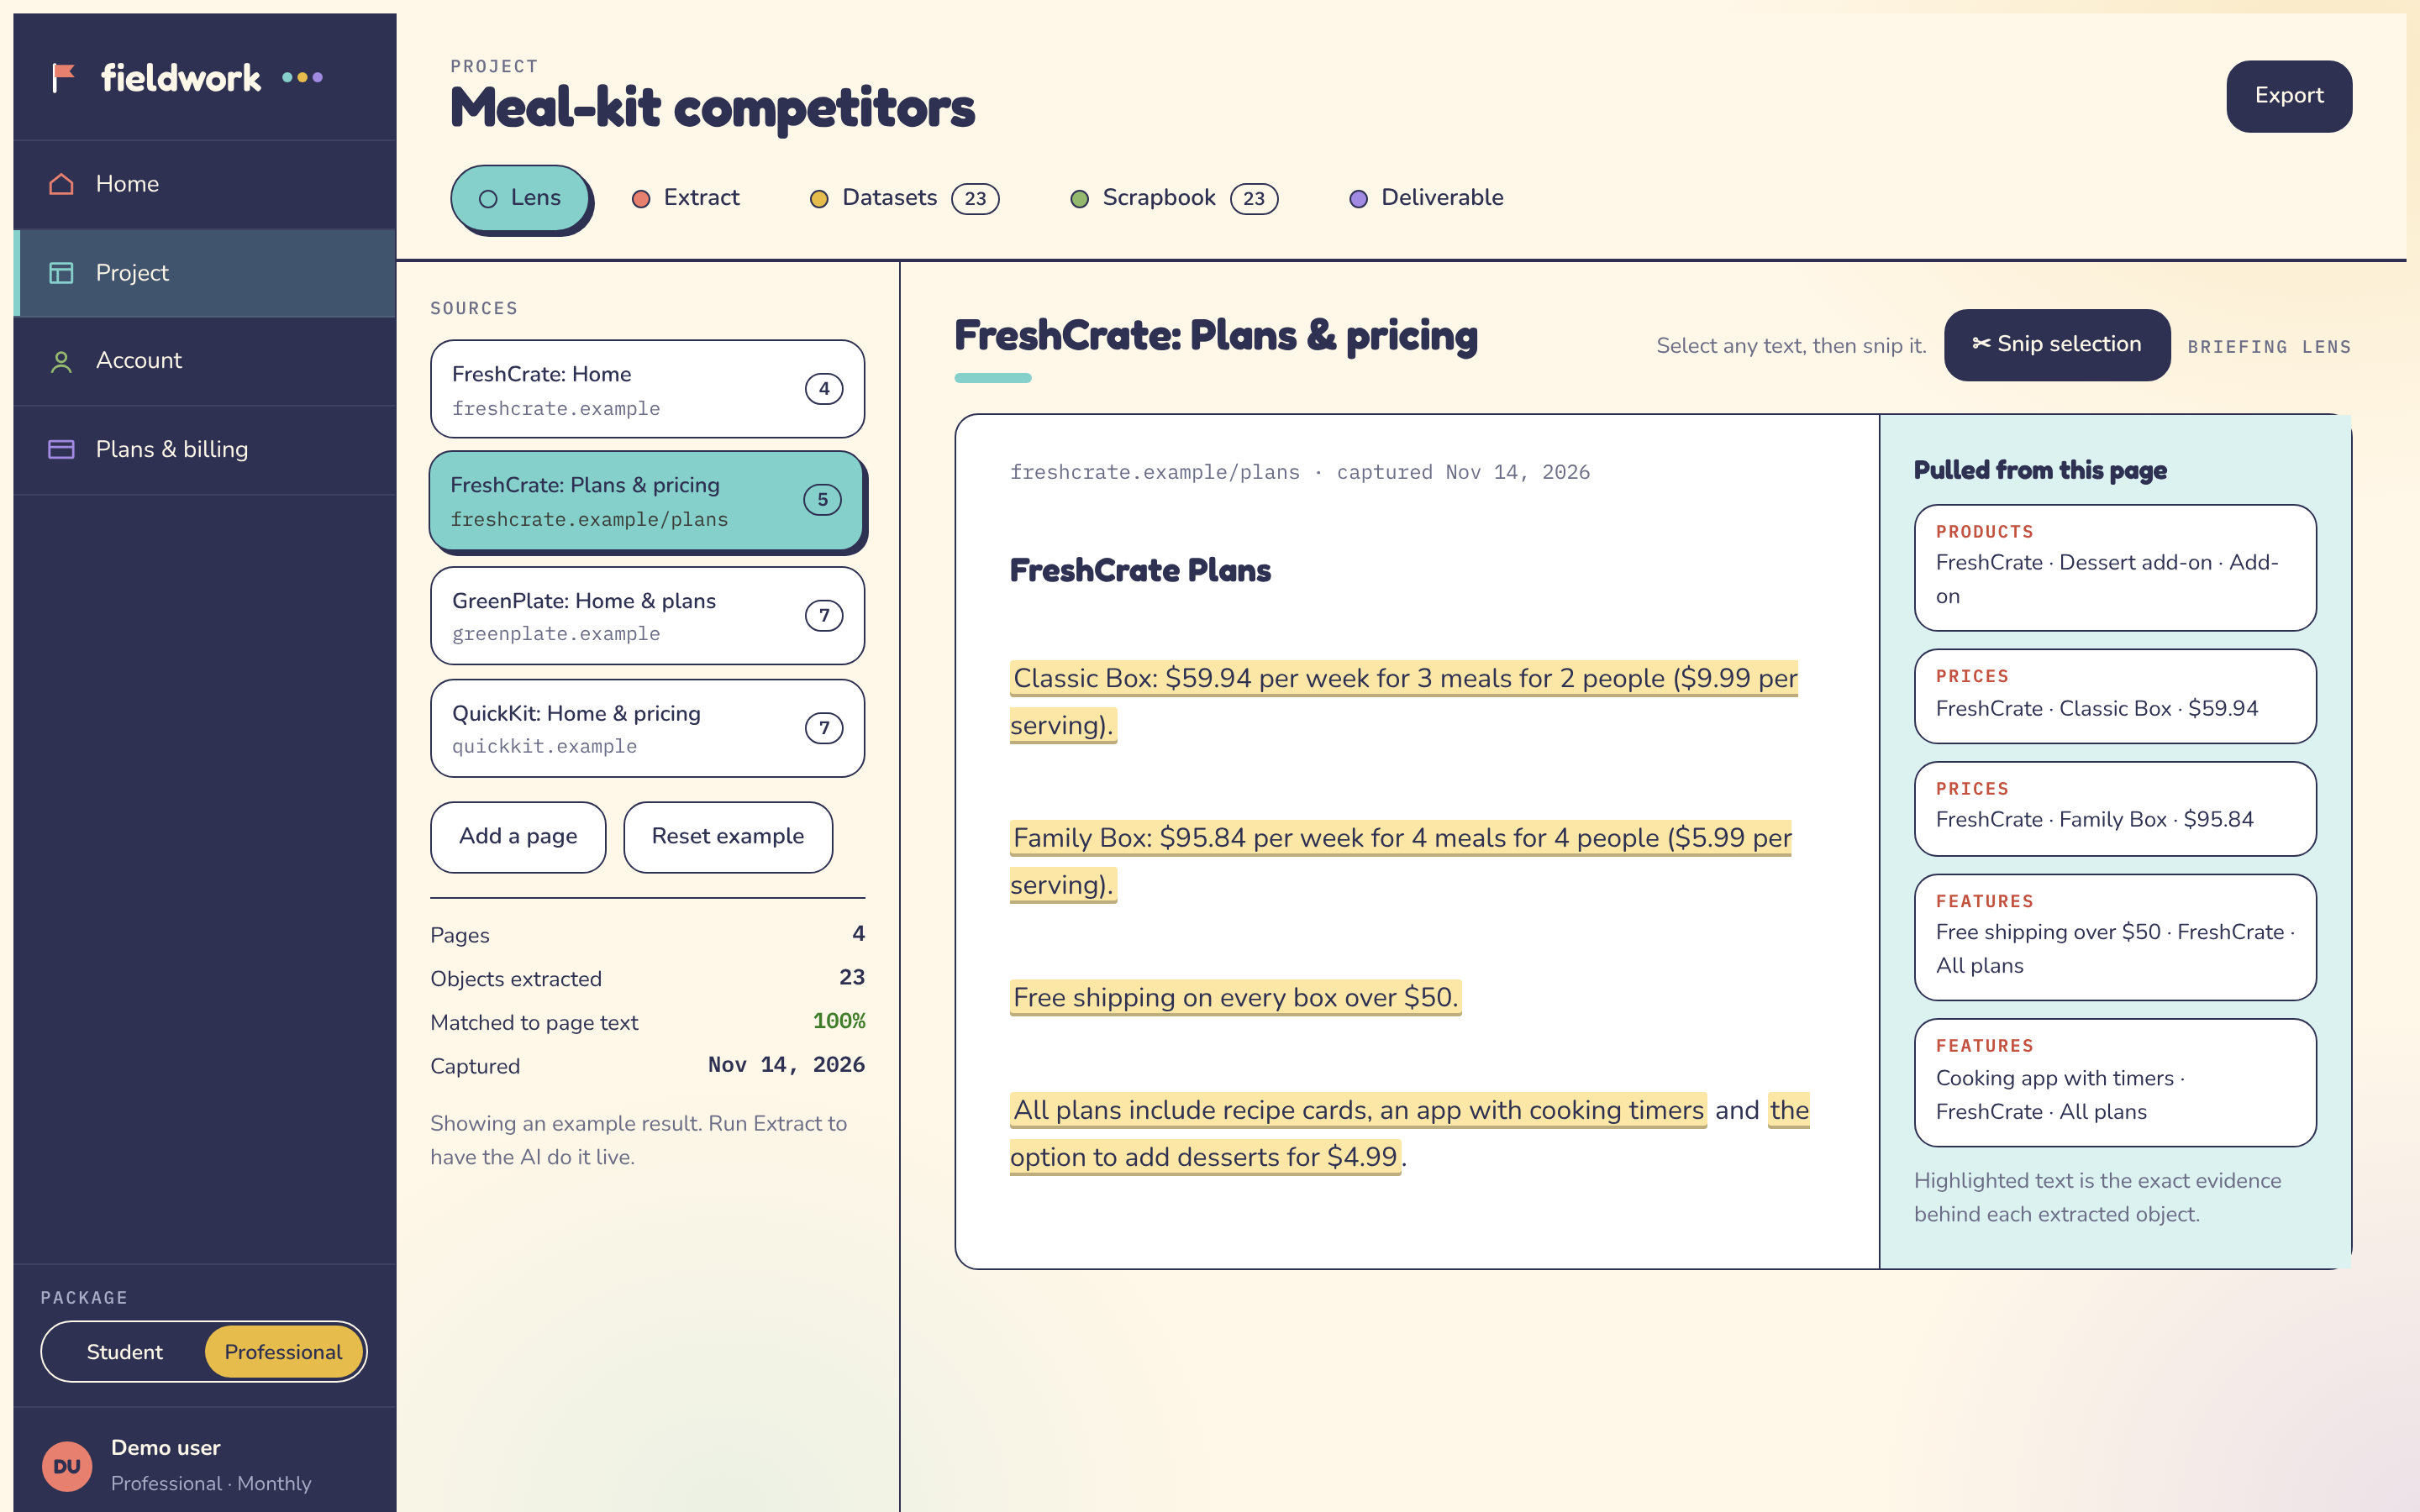 fieldwork
Home
Project
Account
Plans & billing
PACKAGE
Student
Professional
DU
Demo user
Professional · Monthly
PROJECT
Meal-kit competitors
Export
Lens
Extract
Datasets 23
Scrapbook 23
Deliverable
SOURCES
FreshCrate: Home
freshcrate.example
4
FreshCrate: Plans & pricing
freshcrate.example/plans
5
GreenPlate: Home & plans
greenplate.example
7
QuickKit: Home & pricing
quickkit.example
7
Add a page
Reset example
Pages 4
Objects extracted 23
Matched to page text 100%
Captured Nov 14, 2026
Showing an example result. Run Extract to
have the AI do it live.
FreshCrate: Plans & pricing
Select any text, then snip it.
✂ Snip selection
BRIEFING LENS
freshcrate.example/plans · captured Nov 14, 2026
FreshCrate Plans
Classic Box: $59.94 per week for 3 meals for 2 people ($9.99 per
serving).
Family Box: $95.84 per week for 4 meals for 4 people ($5.99 per
serving).
Free shipping on every box over $50.
All plans include recipe cards, an app with cooking timers and the
option to add desserts for $4.99.
Pulled from this page
PRODUCTS
FreshCrate · Dessert add-on · Add-
on
PRICES
FreshCrate · Classic Box · $59.94
PRICES
FreshCrate · Family Box · $95.84
FEATURES
Free shipping over $50 · FreshCrate ·
All plans
FEATURES
Cooking app with timers ·
FreshCrate · All plans
Highlighted text is the exact evidence
behind each extracted object.